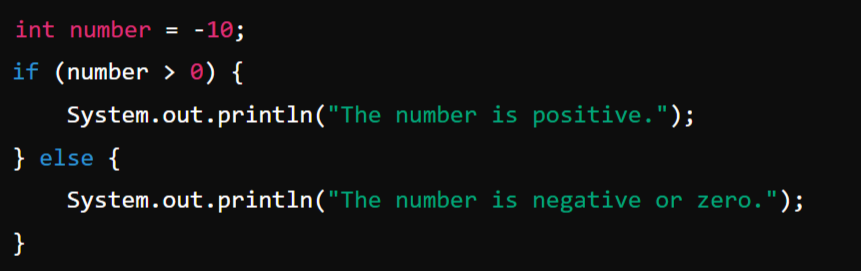 int number = -10;
if (number > 0) {
    System.out.println("The number is positive.");
} else {
    System.out.println("The number is negative or zero.");
}